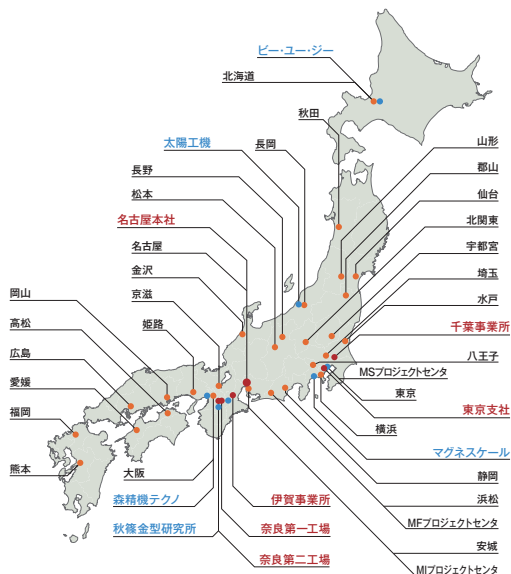 ビー・ユー・ジー
北海道
秋田
太陽工機
長岡
山形
長野
郡山
松本
仙台
名古屋本社
北関東
名古屋
宇都宮
金沢
埼玉
岡山
京滋
水戸
高松
姫路
千葉事業所
広島
八王子
愛媛
MSプロジェクトセンタ
東京
福岡
東京支社
横浜
マグネスケール
熊本
大阪
静岡
森精機テクノ
伊賀事業所
浜松
MFプロジェクトセンタ
秋篠金型研究所
奈良第一工場
安城
奈良第二工場
MIプロジェクトセンタ